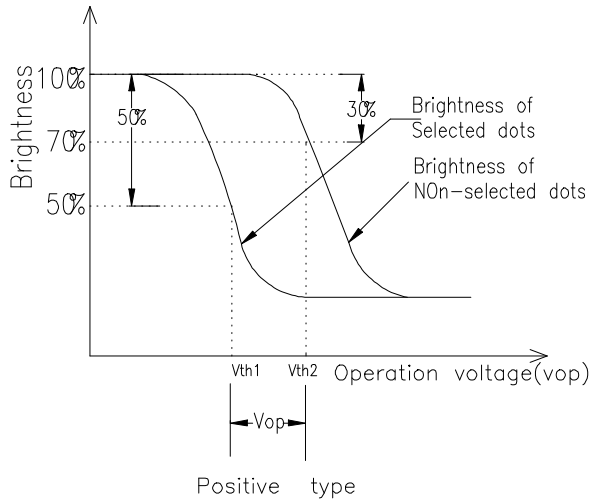 Brightness
100%
50%
30%
70%
50%
Brightness of
Selected dots
Brightness of
NOn-selected dots
Vth1
Vth2
Operation voltage(vop)
Vop
Positive type